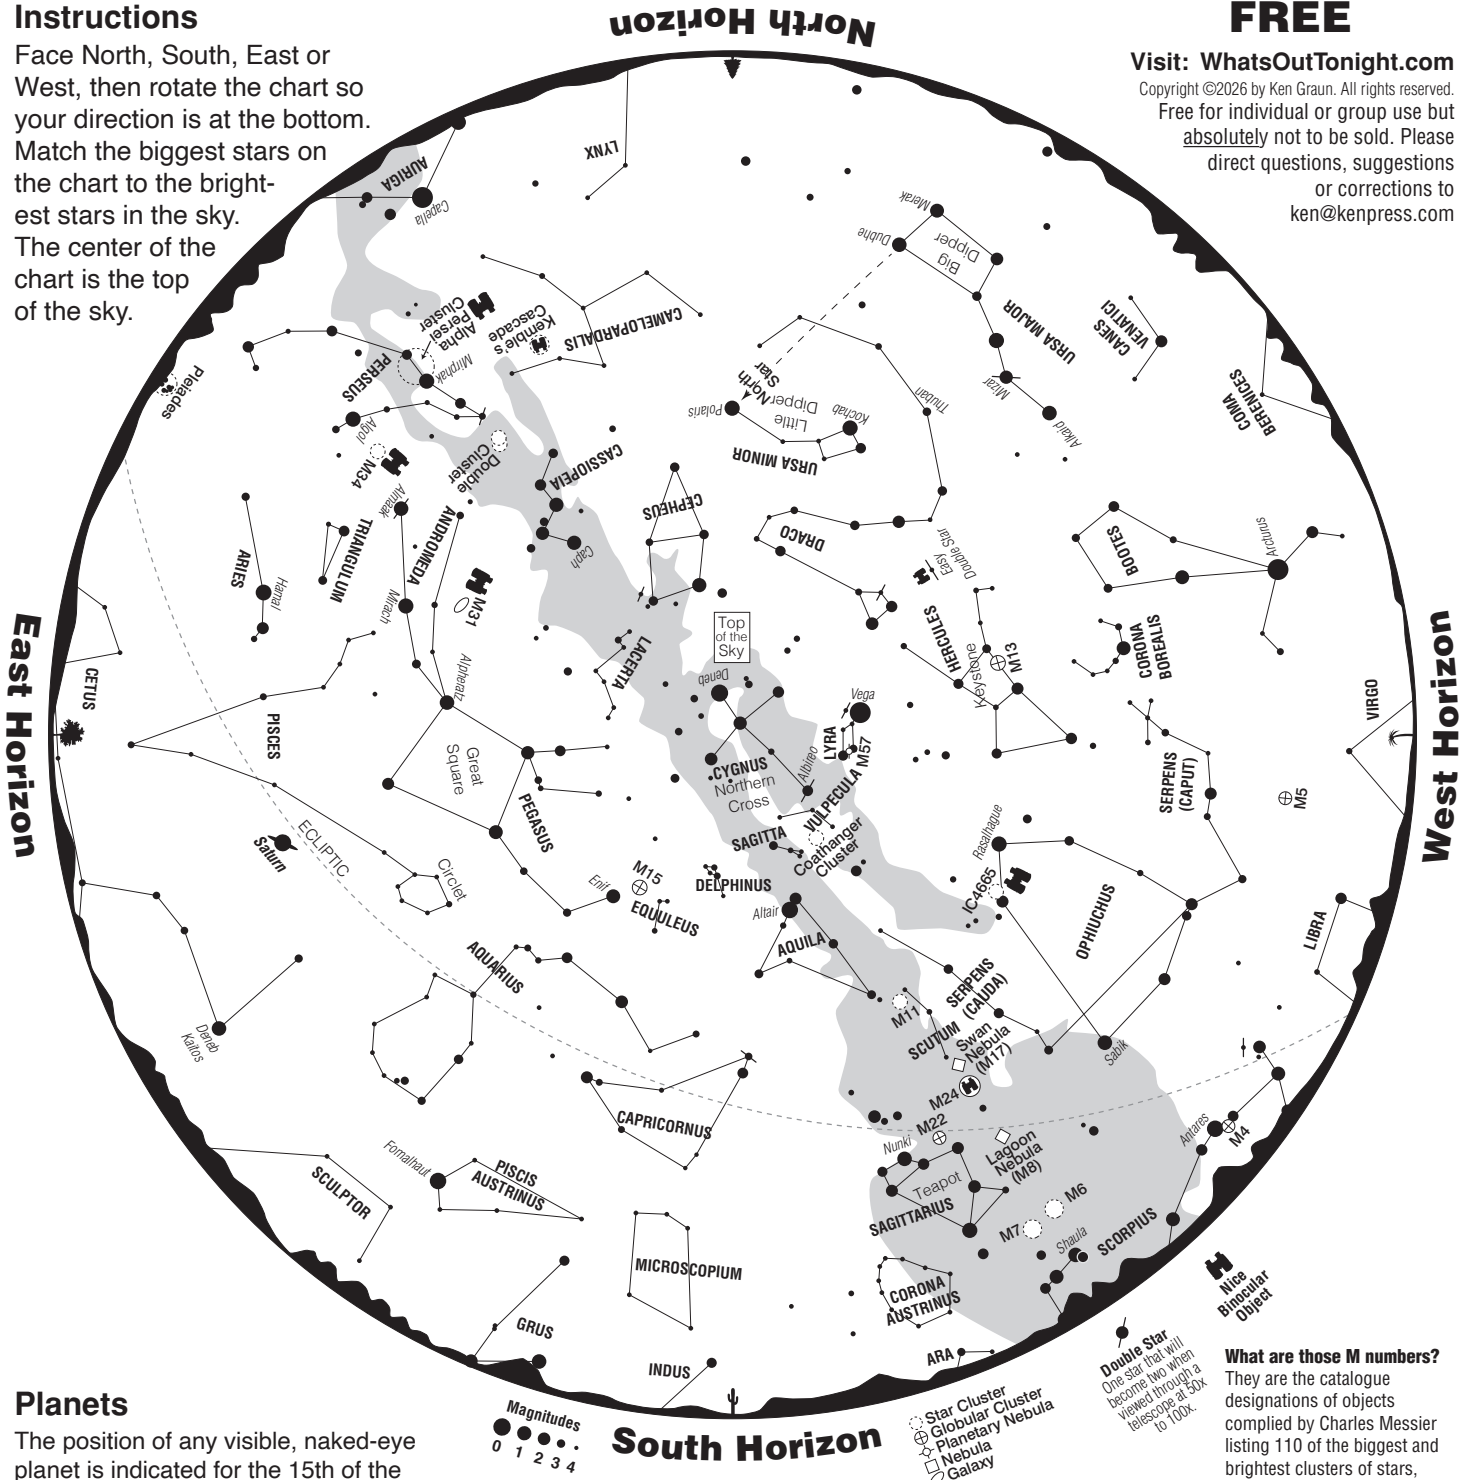 Instructions
Face North, South, East or
West, then rotate the chart so
your direction is at the bottom.
Match the biggest stars on
the chart to the bright-
est stars in the sky.
The center of the
chart is the top
of the sky.
North Horizon
FREE
Visit: WhatsOutTonight.com
Copyright ©2026 by Ken Graun. All rights reserved.
Free for individual or group use but
absolutely not to be sold. Please
direct questions, suggestions
or corrections to
ken@kenpress.com
AURIGA
Capella
LYNX
Merak
Dubhe
Big
Dipper
URSA MAJOR
CANES
VENATICI
COMA
BERENICES
Mizar
Alkaid
Thuban
CAMELOPARDALIS
Kemble's
Cascade
Alpha
Persei
Cluster
Mirphak
PERSEUS
Pleiades
Algol
M34
Double
Cluster
North
Star
Polaris
Little
Dipper
Kochab
URSA MINOR
CASSIOPEIA
Caph
CEPHEUS
DRACO
Easy
Double Star
BOTES
Arcturus
Almaak
ANDROMEDA
TRIANGULUM
ARIES
Hamal
Mirach
M31
LACERTA
Top
of the
Sky
HERCULES
Keystone
M13
CORONA
BOREALIS
East Horizon
CETUS
PISCES
Alpheratz
Great
Square
PEGASUS
Deneb
CYGNUS
Northern
Cross
Albireo
Vega
LYRA
M57
VULPECULA
SAGITTA
Coathanger
Cluster
SERPENS
(CAPUT)
M5
VIRGO
West Horizon
Saturn
ECLIPTIC
Circlet
Enif
M15
EQUULEUS
DELPHINUS
Altair
AQUILA
Rasalhague
IC4665
OPHIUCHUS
LIBRA
AQUARIUS
Deneb
Kaitos
M11
SERPENS
(CAUDA)
SCUTUM
Swan
Nebula
(M17)
Sabik
M24
M22
CAPRICORNUS
Nunki
Lagoon
Nebula
(M8)
Antares
M4
Teapot
SAGITTARIUS
M6
M7
Shaula
SCORPIUS
Fomalhaut
PISCIS
AUSTRINUS
SCULPTOR
MICROSCOPIUM
CORONA
AUSTRINUS
GRUS
INDUS
ARA
South Horizon
Magnitudes
0 1 2 3 4
Star Cluster
Globular Cluster
Planetary Nebula
Nebula
Galaxy
Double Star
One star that will
become two when
viewed through a
telescope at 50x
to 100x.
Nice
Binocular
Object
What are those M numbers?
They are the catalogue
designations of objects
complied by Charles Messier
listing 110 of the biggest and
brightest clusters of stars,
Planets
The position of any visible, naked-eye
planet is indicated for the 15th of the